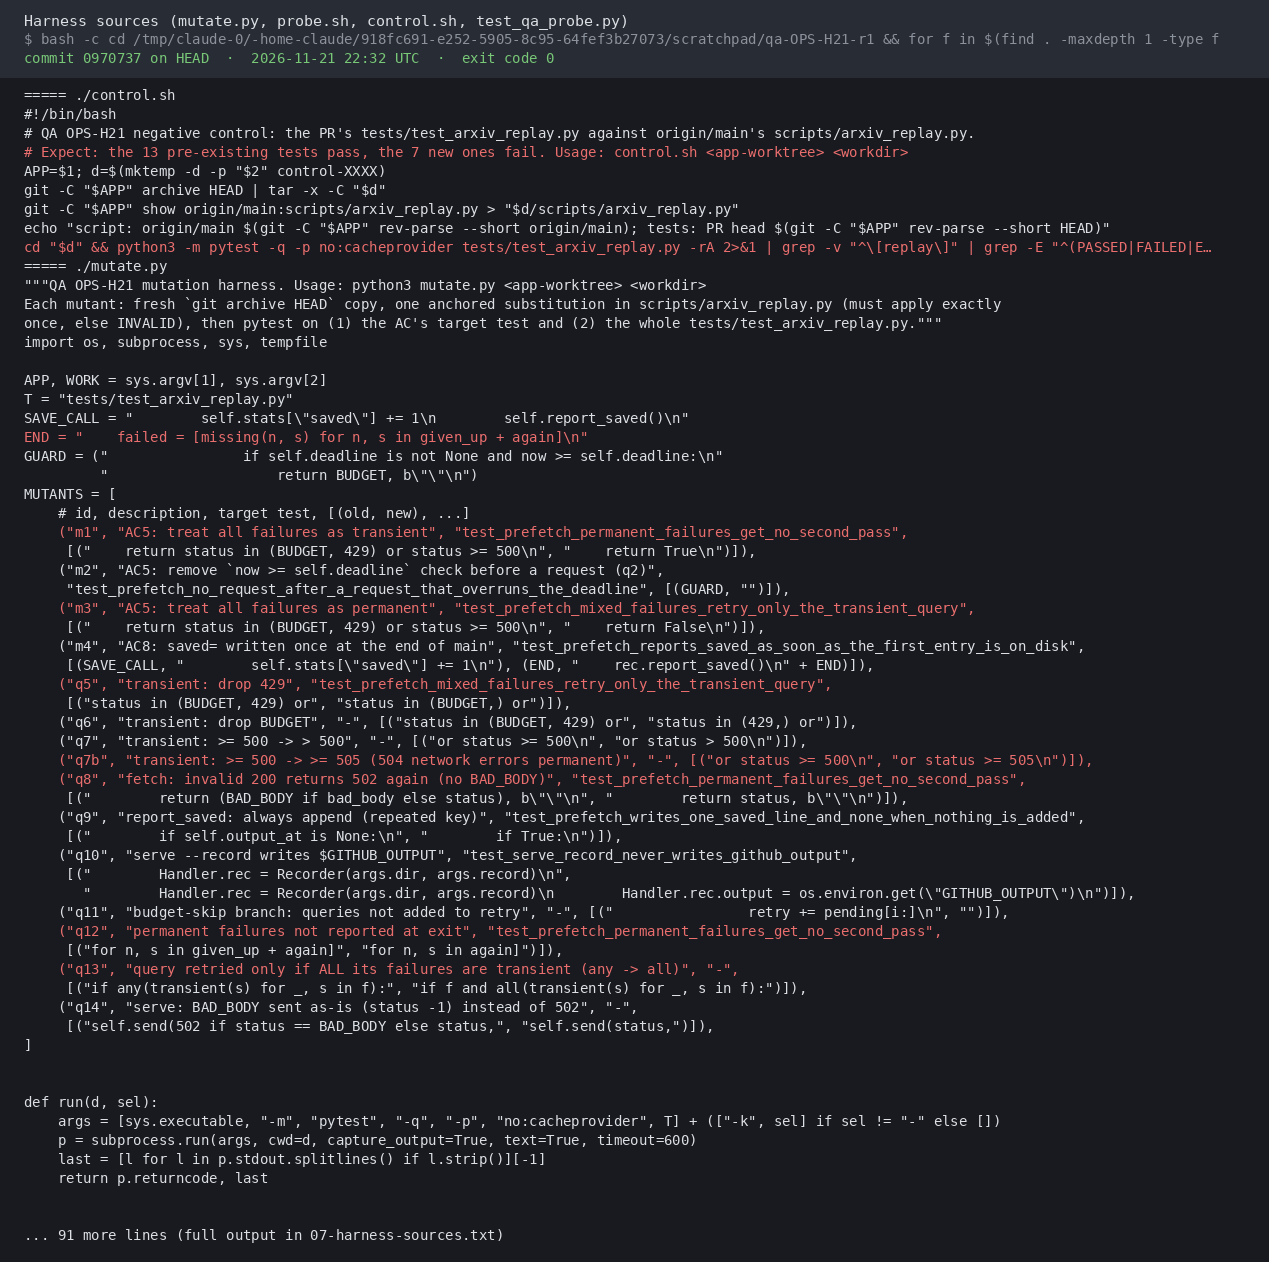 Harness sources (mutate.py, probe.sh, control.sh, test_qa_probe.py)
$ bash -c cd /tmp/claude-0/-home-claude/918fc691-e252-5905-8c95-64fef3b27073/scratchpad/qa-OPS-H21-r1 && for f in $(find . -maxdepth 1 -type f
commit 0970737 on HEAD  ·  2026-11-21 22:32 UTC  ·  exit code 0
===== ./control.sh
#!/bin/bash
# QA OPS-H21 negative control: the PR's tests/test_arxiv_replay.py against origin/main's scripts/arxiv_replay.py.
# Expect: the 13 pre-existing tests pass, the 7 new ones fail. Usage: control.sh <app-worktree> <workdir>
APP=$1; d=$(mktemp -d -p "$2" control-XXXX)
git -C "$APP" archive HEAD | tar -x -C "$d"
git -C "$APP" show origin/main:scripts/arxiv_replay.py > "$d/scripts/arxiv_replay.py"
echo "script: origin/main $(git -C "$APP" rev-parse --short origin/main); tests: PR head $(git -C "$APP" rev-parse --short HEAD)"
cd "$d" && python3 -m pytest -q -p no:cacheprovider tests/test_arxiv_replay.py -rA 2>&1 | grep -v "^\[replay\]" | grep -E "^(PASSED|FAILED|E…
===== ./mutate.py
"""QA OPS-H21 mutation harness. Usage: python3 mutate.py <app-worktree> <workdir>
Each mutant: fresh `git archive HEAD` copy, one anchored substitution in scripts/arxiv_replay.py (must apply exactly
once, else INVALID), then pytest on (1) the AC's target test and (2) the whole tests/test_arxiv_replay.py."""
import os, subprocess, sys, tempfile

APP, WORK = sys.argv[1], sys.argv[2]
T = "tests/test_arxiv_replay.py"
SAVE_CALL = "        self.stats[\"saved\"] += 1\n        self.report_saved()\n"
END = "    failed = [missing(n, s) for n, s in given_up + again]\n"
GUARD = ("                if self.deadline is not None and now >= self.deadline:\n"
         "                    return BUDGET, b\"\"\n")
MUTANTS = [
    # id, description, target test, [(old, new), ...]
    ("m1", "AC5: treat all failures as transient", "test_prefetch_permanent_failures_get_no_second_pass",
     [("    return status in (BUDGET, 429) or status >= 500\n", "    return True\n")]),
    ("m2", "AC5: remove `now >= self.deadline` check before a request (q2)",
     "test_prefetch_no_request_after_a_request_that_overruns_the_deadline", [(GUARD, "")]),
    ("m3", "AC5: treat all failures as permanent", "test_prefetch_mixed_failures_retry_only_the_transient_query",
     [("    return status in (BUDGET, 429) or status >= 500\n", "    return False\n")]),
    ("m4", "AC8: saved= written once at the end of main", "test_prefetch_reports_saved_as_soon_as_the_first_entry_is_on_disk",
     [(SAVE_CALL, "        self.stats[\"saved\"] += 1\n"), (END, "    rec.report_saved()\n" + END)]),
    ("q5", "transient: drop 429", "test_prefetch_mixed_failures_retry_only_the_transient_query",
     [("status in (BUDGET, 429) or", "status in (BUDGET,) or")]),
    ("q6", "transient: drop BUDGET", "-", [("status in (BUDGET, 429) or", "status in (429,) or")]),
    ("q7", "transient: >= 500 -> > 500", "-", [("or status >= 500\n", "or status > 500\n")]),
    ("q7b", "transient: >= 500 -> >= 505 (504 network errors permanent)", "-", [("or status >= 500\n", "or status >= 505\n")]),
    ("q8", "fetch: invalid 200 returns 502 again (no BAD_BODY)", "test_prefetch_permanent_failures_get_no_second_pass",
     [("        return (BAD_BODY if bad_body else status), b\"\"\n", "        return status, b\"\"\n")]),
    ("q9", "report_saved: always append (repeated key)", "test_prefetch_writes_one_saved_line_and_none_when_nothing_is_added",
     [("        if self.output_at is None:\n", "        if True:\n")]),
    ("q10", "serve --record writes $GITHUB_OUTPUT", "test_serve_record_never_writes_github_output",
     [("        Handler.rec = Recorder(args.dir, args.record)\n",
       "        Handler.rec = Recorder(args.dir, args.record)\n        Handler.rec.output = os.environ.get(\"GITHUB_OUTPUT\")\n")]),
    ("q11", "budget-skip branch: queries not added to retry", "-", [("                retry += pending[i:]\n", "")]),
    ("q12", "permanent failures not reported at exit", "test_prefetch_permanent_failures_get_no_second_pass",
     [("for n, s in given_up + again]", "for n, s in again]")]),
    ("q13", "query retried only if ALL its failures are transient (any -> all)", "-",
     [("if any(transient(s) for _, s in f):", "if f and all(transient(s) for _, s in f):")]),
    ("q14", "serve: BAD_BODY sent as-is (status -1) instead of 502", "-",
     [("self.send(502 if status == BAD_BODY else status,", "self.send(status,")]),
]


def run(d, sel):
    args = [sys.executable, "-m", "pytest", "-q", "-p", "no:cacheprovider", T] + (["-k", sel] if sel != "-" else [])
    p = subprocess.run(args, cwd=d, capture_output=True, text=True, timeout=600)
    last = [l for l in p.stdout.splitlines() if l.strip()][-1]
    return p.returncode, last


... 91 more lines (full output in 07-harness-sources.txt)